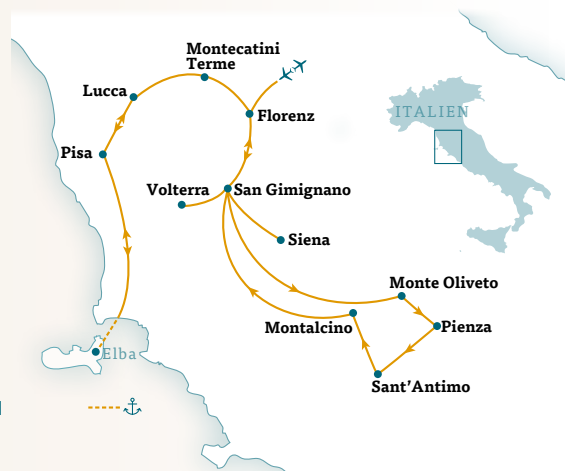 Montecatini
Terme
Lucca
Florenz
ITALIEN
Pisa
Volterra
San Gimignano
Siena
Monte Oliveto
Montalcino
Pienza
Elba
Sant'Antimo